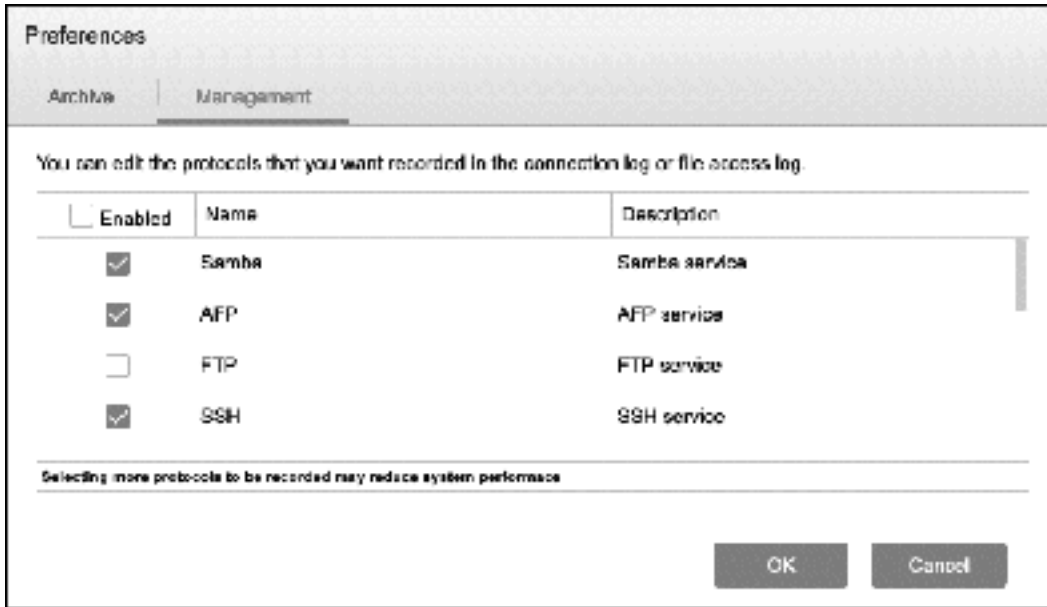 Preferences
Archive Management
You can edit the protocols that you want recorded in the connection log or file access log.
Enabled Name Description
Samba Samba service
AFP AFP service
FTP FTP service
SSH SSH service
Selecting more protocols to be recorded may reduce system performace
OK Cancel